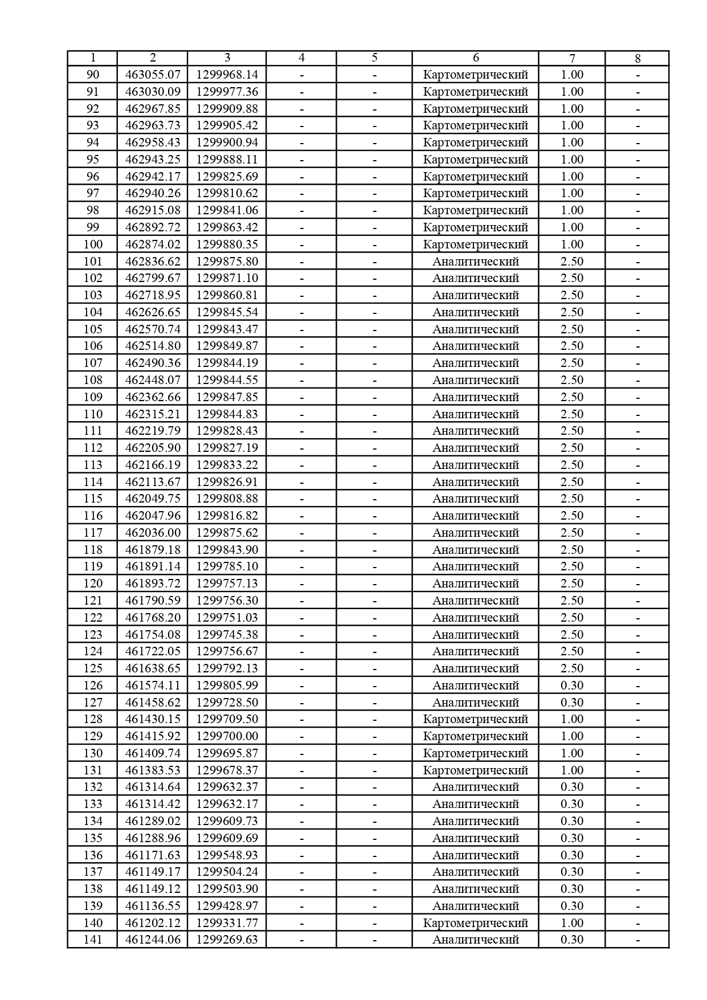 1 2 3 4 5 6 7 8
90 463055.07 1299968.14 - - Картометрический 1.00 -
91 463030.09 1299977.36 - - Картометрический 1.00 -
92 462967.85 1299909.88 - - Картометрический 1.00 -
93 462963.73 1299905.42 - - Картометрический 1.00 -
94 462958.43 1299900.94 - - Картометрический 1.00 -
95 462943.25 1299888.11 - - Картометрический 1.00 -
96 462942.17 1299825.69 - - Картометрический 1.00 -
97 462940.26 1299810.62 - - Картометрический 1.00 -
98 462915.08 1299841.06 - - Картометрический 1.00 -
99 462892.72 1299863.42 - - Картометрический 1.00 -
100 462874.02 1299880.35 - - Картометрический 1.00 -
101 462836.62 1299875.80 - - Аналитический 2.50 -
102 462799.67 1299871.10 - - Аналитический 2.50 -
103 462718.95 1299860.81 - - Аналитический 2.50 -
104 462626.65 1299845.54 - - Аналитический 2.50 -
105 462570.74 1299843.47 - - Аналитический 2.50 -
106 462514.80 1299849.87 - - Аналитический 2.50 -
107 462490.36 1299844.19 - - Аналитический 2.50 -
108 462448.07 1299844.55 - - Аналитический 2.50 -
109 462362.66 1299847.85 - - Аналитический 2.50 -
110 462315.21 1299844.83 - - Аналитический 2.50 -
111 462219.79 1299828.43 - - Аналитический 2.50 -
112 462205.90 1299827.19 - - Аналитический 2.50 -
113 462166.19 1299833.22 - - Аналитический 2.50 -
114 462113.67 1299826.91 - - Аналитический 2.50 -
115 462049.75 1299808.88 - - Аналитический 2.50 -
116 462047.96 1299816.82 - - Аналитический 2.50 -
117 462036.00 1299875.62 - - Аналитический 2.50 -
118 461879.18 1299843.90 - - Аналитический 2.50 -
119 461891.14 1299785.10 - - Аналитический 2.50 -
120 461893.72 1299757.13 - - Аналитический 2.50 -
121 461790.59 1299756.30 - - Аналитический 2.50 -
122 461768.20 1299751.03 - - Аналитический 2.50 -
123 461754.08 1299745.38 - - Аналитический 2.50 -
124 461722.05 1299756.67 - - Аналитический 2.50 -
125 461638.65 1299792.13 - - Аналитический 2.50 -
126 461574.11 1299805.99 - - Аналитический 0.30 -
127 461458.62 1299728.50 - - Аналитический 0.30 -
128 461430.15 1299709.50 - - Картометрический 1.00 -
129 461415.92 1299700.00 - - Картометрический 1.00 -
130 461409.74 1299695.87 - - Картометрический 1.00 -
131 461383.53 1299678.37 - - Картометрический 1.00 -
132 461314.64 1299632.37 - - Аналитический 0.30 -
133 461314.42 1299632.17 - - Аналитический 0.30 -
134 461289.02 1299609.73 - - Аналитический 0.30 -
135 461288.96 1299609.69 - - Аналитический 0.30 -
136 461171.63 1299548.93 - - Аналитический 0.30 -
137 461149.17 1299504.24 - - Аналитический 0.30 -
138 461149.12 1299503.90 - - Аналитический 0.30 -
139 461136.55 1299428.97 - - Аналитический 0.30 -
140 461202.12 1299331.77 - - Картометрический 1.00 -
141 461244.06 1299269.63 - - Аналитический 0.30 -